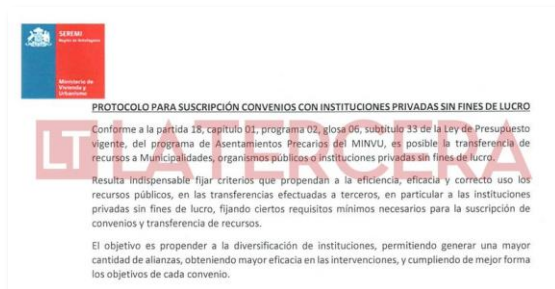 SEREMI
Región de Antofagasta
Ministerio de
Vivienda y
Urbanismo
PROTOCOLO PARA SUSCRIPCIÓN CONVENIOS CON INSTITUCIONES PRIVADAS SIN FINES DE LUCRO
Conforme a la partida 18, capítulo 01, programa 02, glosa 06, subtítulo 33 de la Ley de Presupuesto
vigente, del programa de Asentamientos Precarios del MINVU, es posible la transferencia de
recursos a Municipalidades, organismos públicos o instituciones privadas sin fines de lucro.
LT LATERCERA
Resulta indispensable fijar criterios que propendan a la eficiencia, eficacia y correcto uso los
recursos públicos, en las transferencias efectuadas a terceros, en particular a las instituciones
privadas sin fines de lucro, fijando ciertos requisitos mínimos necesarios para la suscripción de
convenios y transferencia de recursos.
El objetivo es propender a la diversificación de instituciones, permitiendo generar una mayor
cantidad de alianzas, obteniendo mayor eficacia en las intervenciones, y cumpliendo de mejor forma
los objetivos de cada convenio.